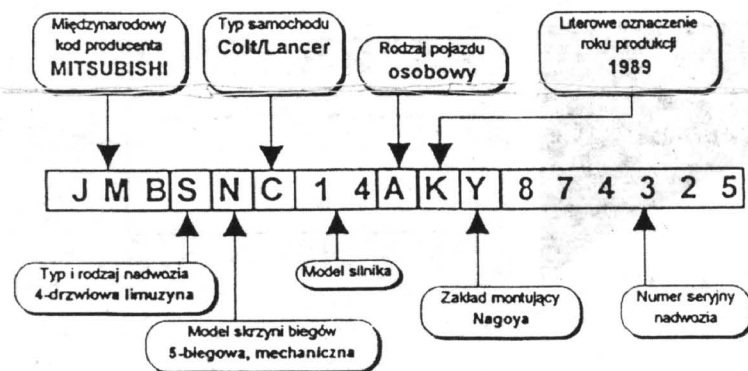 Międzynarodowy
kod producenta
MITSUBISHI
Typ samochodu
Colt/Lancer
Rodzaj pojazdu
osobowy
Literowe oznaczenie
roku produkcji
1989
J M B S N C 1 4 A K Y 8 7 4 3 2 5
Typ i rodzaj nadwozia
4-drzwiowa limuzyna
Model skrzyni biegów
5-biegowa, mechaniczna
Model silnika
Zakład montujący
Nagoya
Numer seryjny
nadwozia